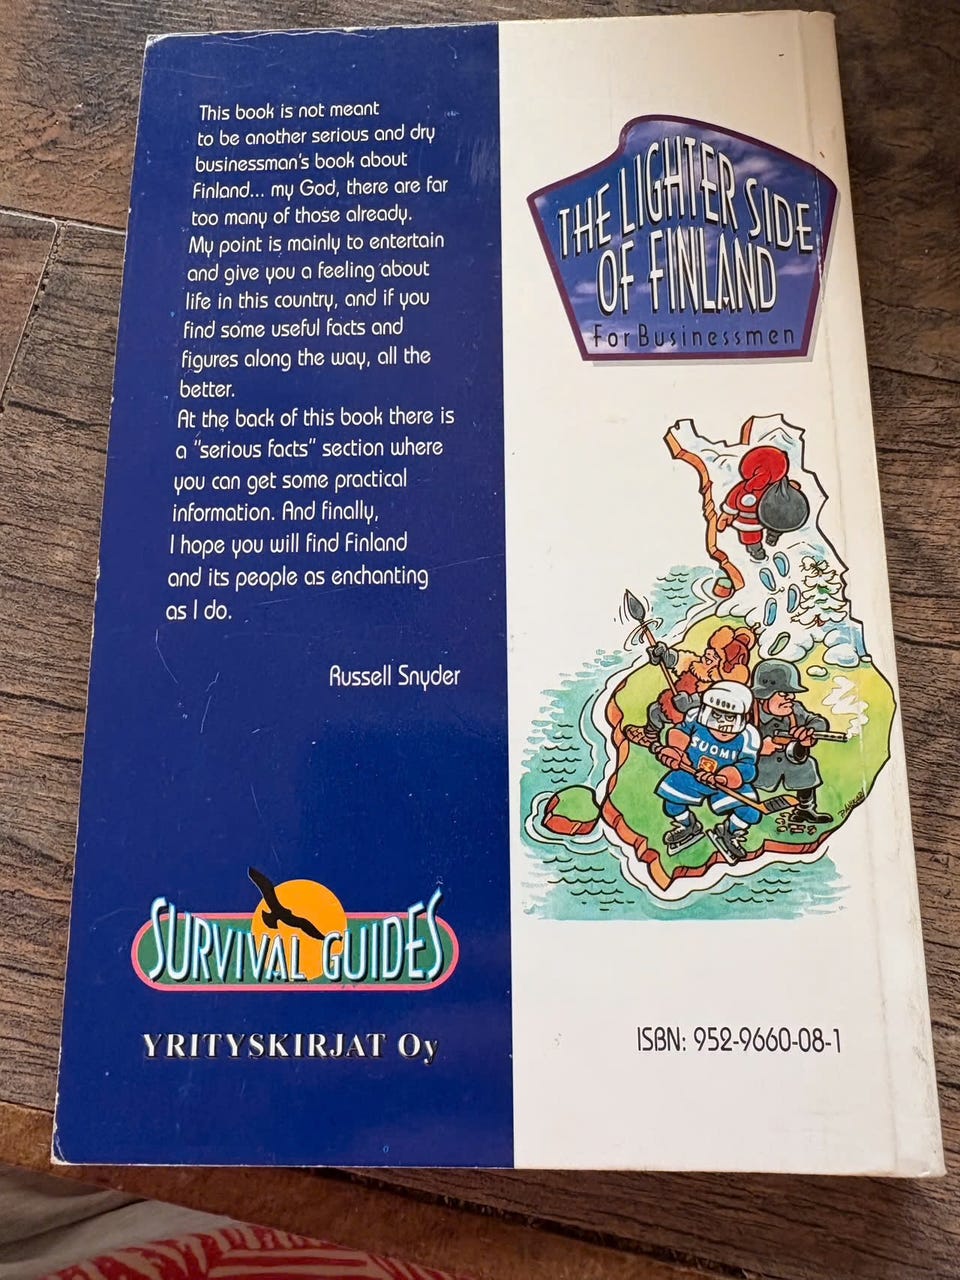 This book is not meant
to be another serious and dry
businessman's book about
Finland... my God, there are far
too many of those already.
My point is mainly to entertain
and give you a feeling about
life in this country, and if you
find some useful facts and
figures along the way, all the
better.
At the back of this book there is
a "serious facts" section where
you can get some practical
information. And finally,
I hope you will find Finland
and its people as enchanting
as I do.
Russell Snyder
SURVIVAL GUIDES
YRITYSKIRJAT Oy
THE LIGHTER SIDE
OF FINLAND
For Businessmen
SUOMI
ISBN: 952-9660-08-1